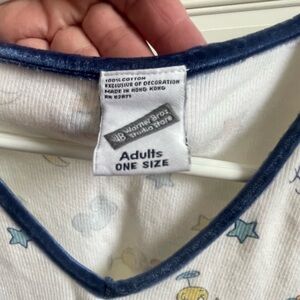 100% COTTON
EXCLUSIVE OF DECORATION
MADE IN HONG KONG
Warner Bros
Studio Store
Adults
ONE SIZE